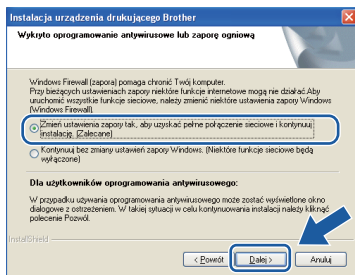 Instalacja urządzenia drukującego Brother
Wykryto oprogramowanie antywirusowe lub zaporę ogniową
Windows Firewall (zapora) pomaga chronić Twój komputer.
Przy bieżących ustawieniach zapory niektóre funkcje internetowe mogą nie działać.Aby
uruchomić wszystkie funkcje sieciowe, należy zmienić niektóre ustawienia zapory Windows
(Windows Firewall).
Zmień ustawienia zapory tak, aby uzyskać pełne połączenie sieciowe i kontynuuj
instalację. (Zalecane)
Kontynuuj bez zmiany ustawień zapory Windows. (Niektóre funkcje sieciowe będą
wyłączone)
Dla użytkowników oprogramowania antywirusowego:
W przypadku używania oprogramowania antywirusowego może zostać wyświetlone okno
dialogowe z ostrzeżeniem. W takiej sytuacji w celu kontynuowania instalacji należy kliknąć
polecenie Pozwól.
InstallShield
< Powrót Dalej > Anuluj